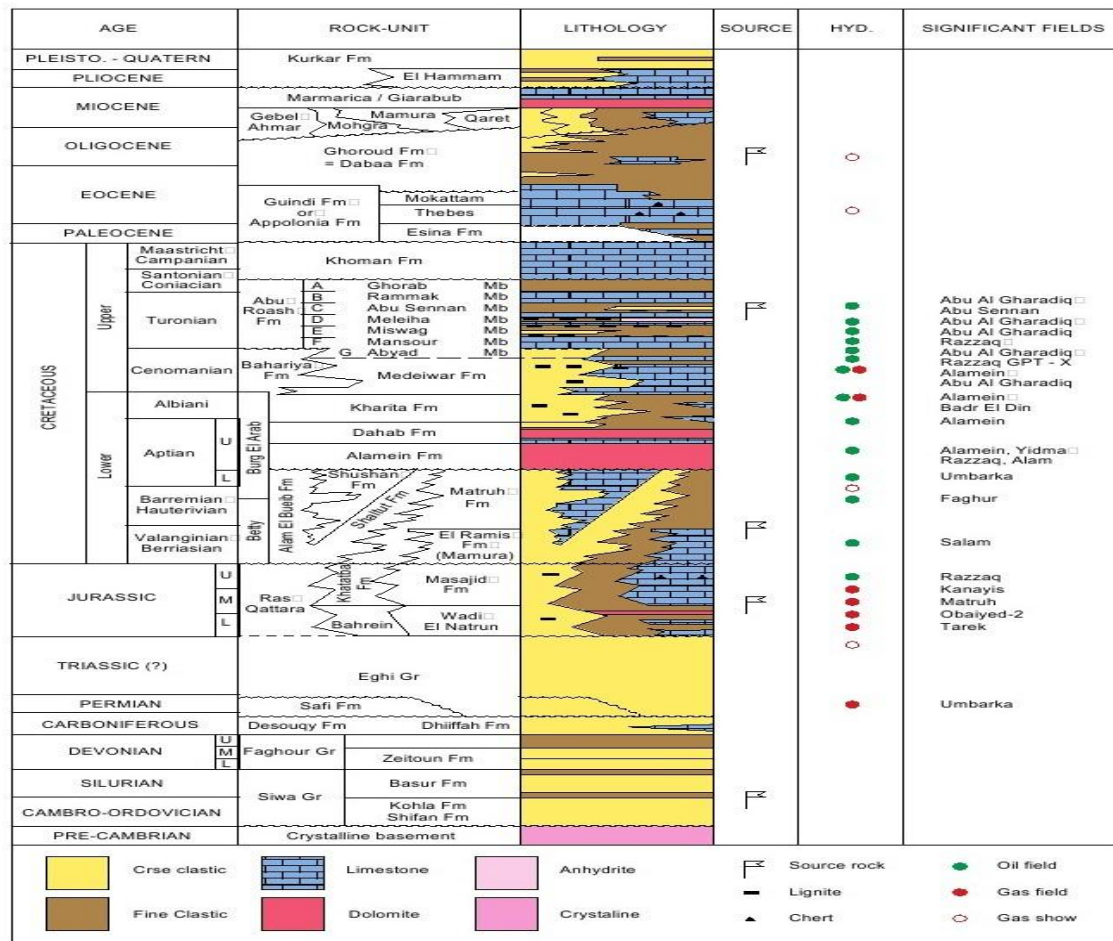 AGE ROCK-UNIT LITHOLOGY SOURCE HYD. SIGNIFICANT FIELDS
PLEISTO. - QUATERN Kurkar Fm
PLIOCENE El Hammam
MIOCENE Marmarica / Giarabub
Gebel Ahmar Mohgra Mamura Qaret
OLIGOCENE Ghoroud Fm
= Dabaa Fm
EOCENE Guindi Fm
or
Appolonia Fm
Mokattam
Thebes
PALEOCENE Esina Fm
CRETACEOUS
Upper
Maastricht
Campanian
Khoman Fm
Santonian
Coniacian
Turonian
Cenomanian
Abu
Roash
Fm
A Ghorab Mb
B Rammak Mb
C Abu Sennan Mb
D Meleiha Mb
E Miswag Mb
F Mansour Mb
G Abyad Mb
Bahariya
Fm
Medeiwar Fm
Abu Al Gharadiq
Abu Sennan
Abu Al Gharadiq
Abu Al Gharadiq
Razzaq
Abu Al Gharadiq
Razzaq GPT - X
Alamein
Abu Al Gharadiq
Lower
Albiani
Aptian
U
L
Barremian
Hauterivian
Valanginian
Berriasian
Burg El Arab
Betty
Alam El Bueib Fm
Kharita Fm
Dahab Fm
Alamein Fm
Shushan
Fm
Shaltut Fm
Matruh
Fm
El Ramis
Fm
(Mamura)
Alamein
Badr El Din
Alamein
Alamein, Yidma
Razzaq, Alam
Umbarka
Faghur
Salam
JURASSIC
U
M
L
Ras
Qattara
Khatatbay
Fm
Bahrein
Masajid
Fm
Wadi
El Natrun
Razzaq
Kanayis
Matruh
Obaiyed-2
Tarek
TRIASSIC (?) Eghi Gr
PERMIAN Safi Fm Umbarka
CARBONIFEROUS Desouqy Fm Dhiiffah Fm
DEVONIAN
U
M
L
Faghour Gr
Zeitoun Fm
SILURIAN Siwa Gr Basur Fm
CAMBRO-ORDOVICIAN Kohla Fm
Shifan Fm
PRE-CAMBRIAN Crystalline basement
Crse clastic Limestone Anhydrite Source rock Oil field
Lignite Gas field
Fine Clastic Dolomite Crystaline Chert Gas show